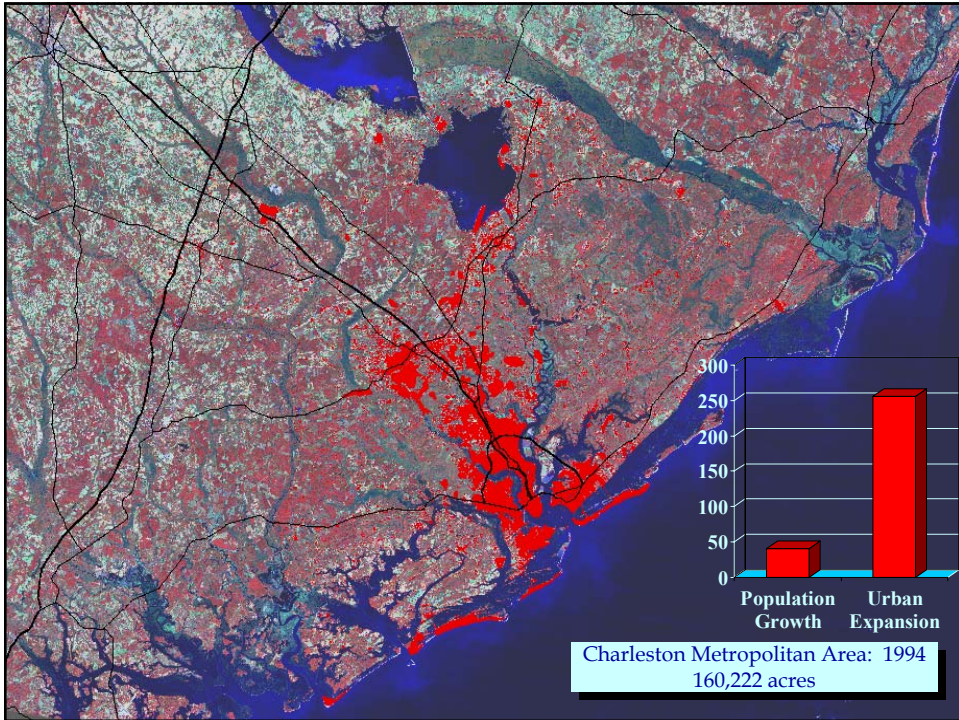 300
250
200
150
100
50
0
Population Growth
Urban Expansion
Charleston Metropolitan Area: 1994
160,222 acres